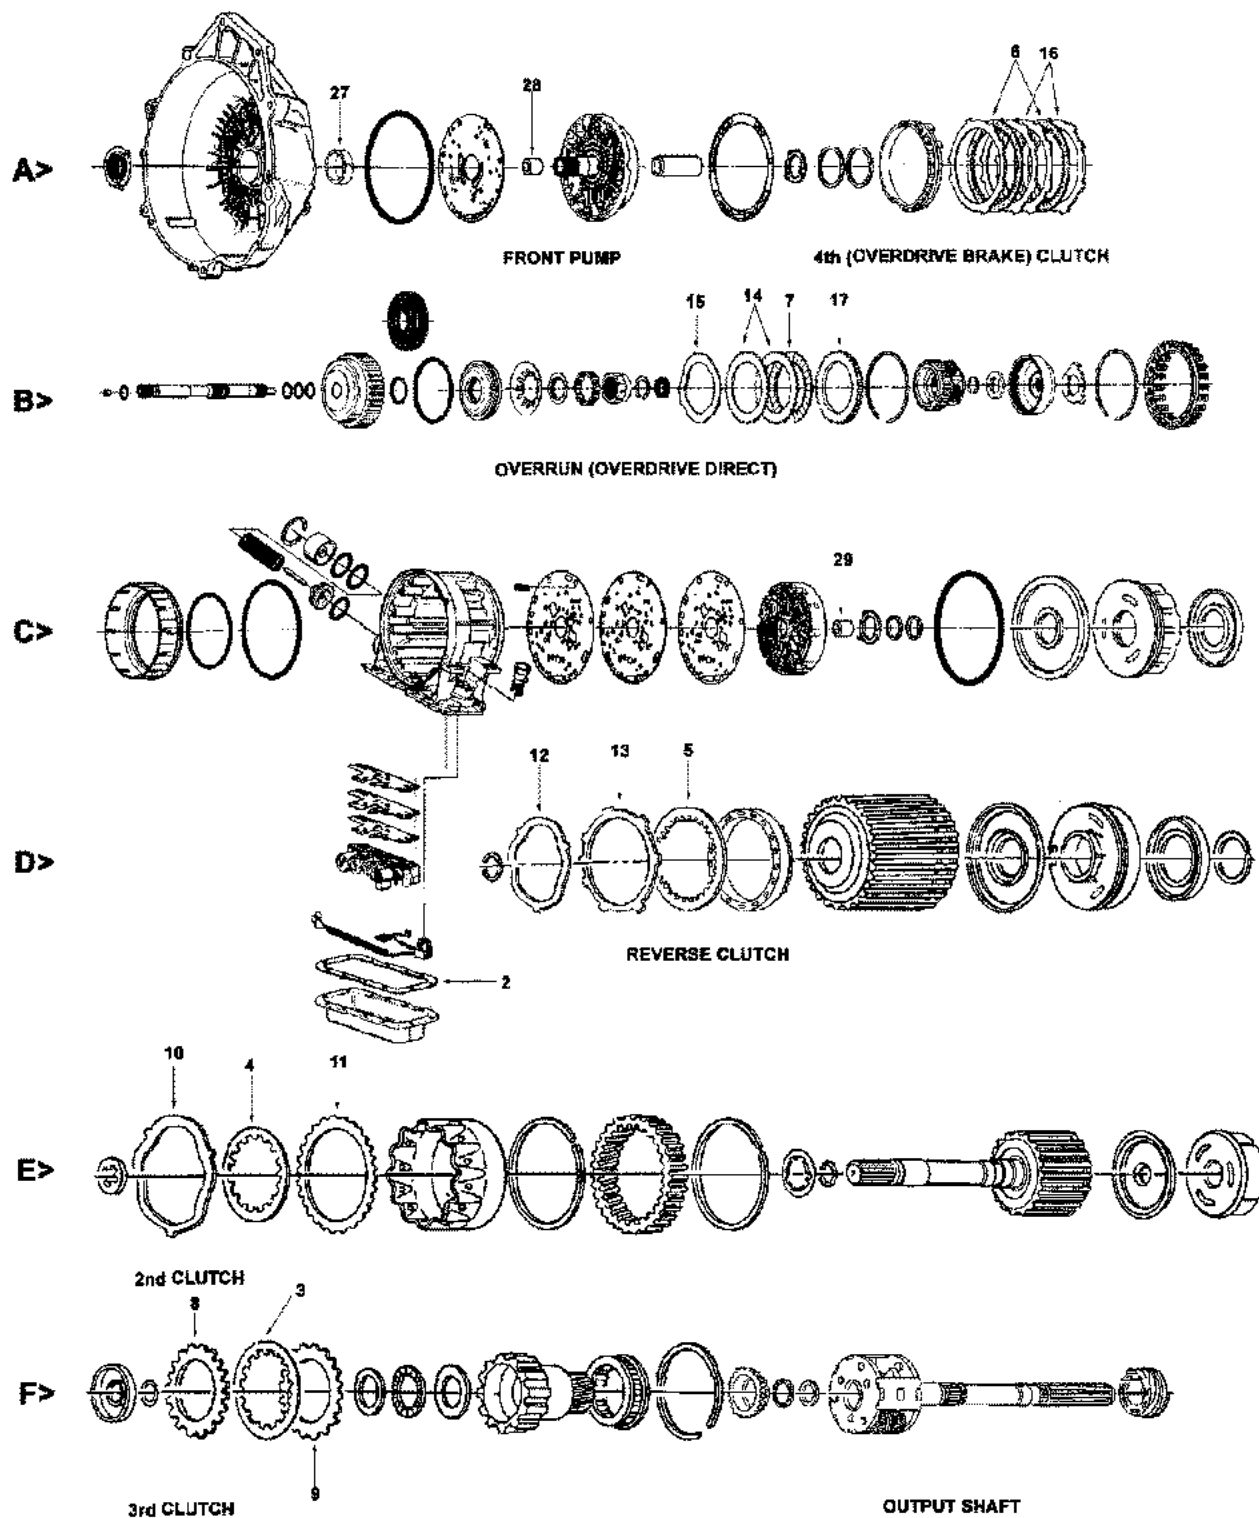 27
28
6 16
A>
FRONT PUMP
4th (OVERDRIVE BRAKE) CLUTCH
15 14 7 17
B>
OVERRUN (OVERDRIVE DIRECT)
29
C>
12 13 5
D>
REVERSE CLUTCH
2
10 4 11
E>
2nd CLUTCH
8 3
F>
9
3rd CLUTCH
OUTPUT SHAFT